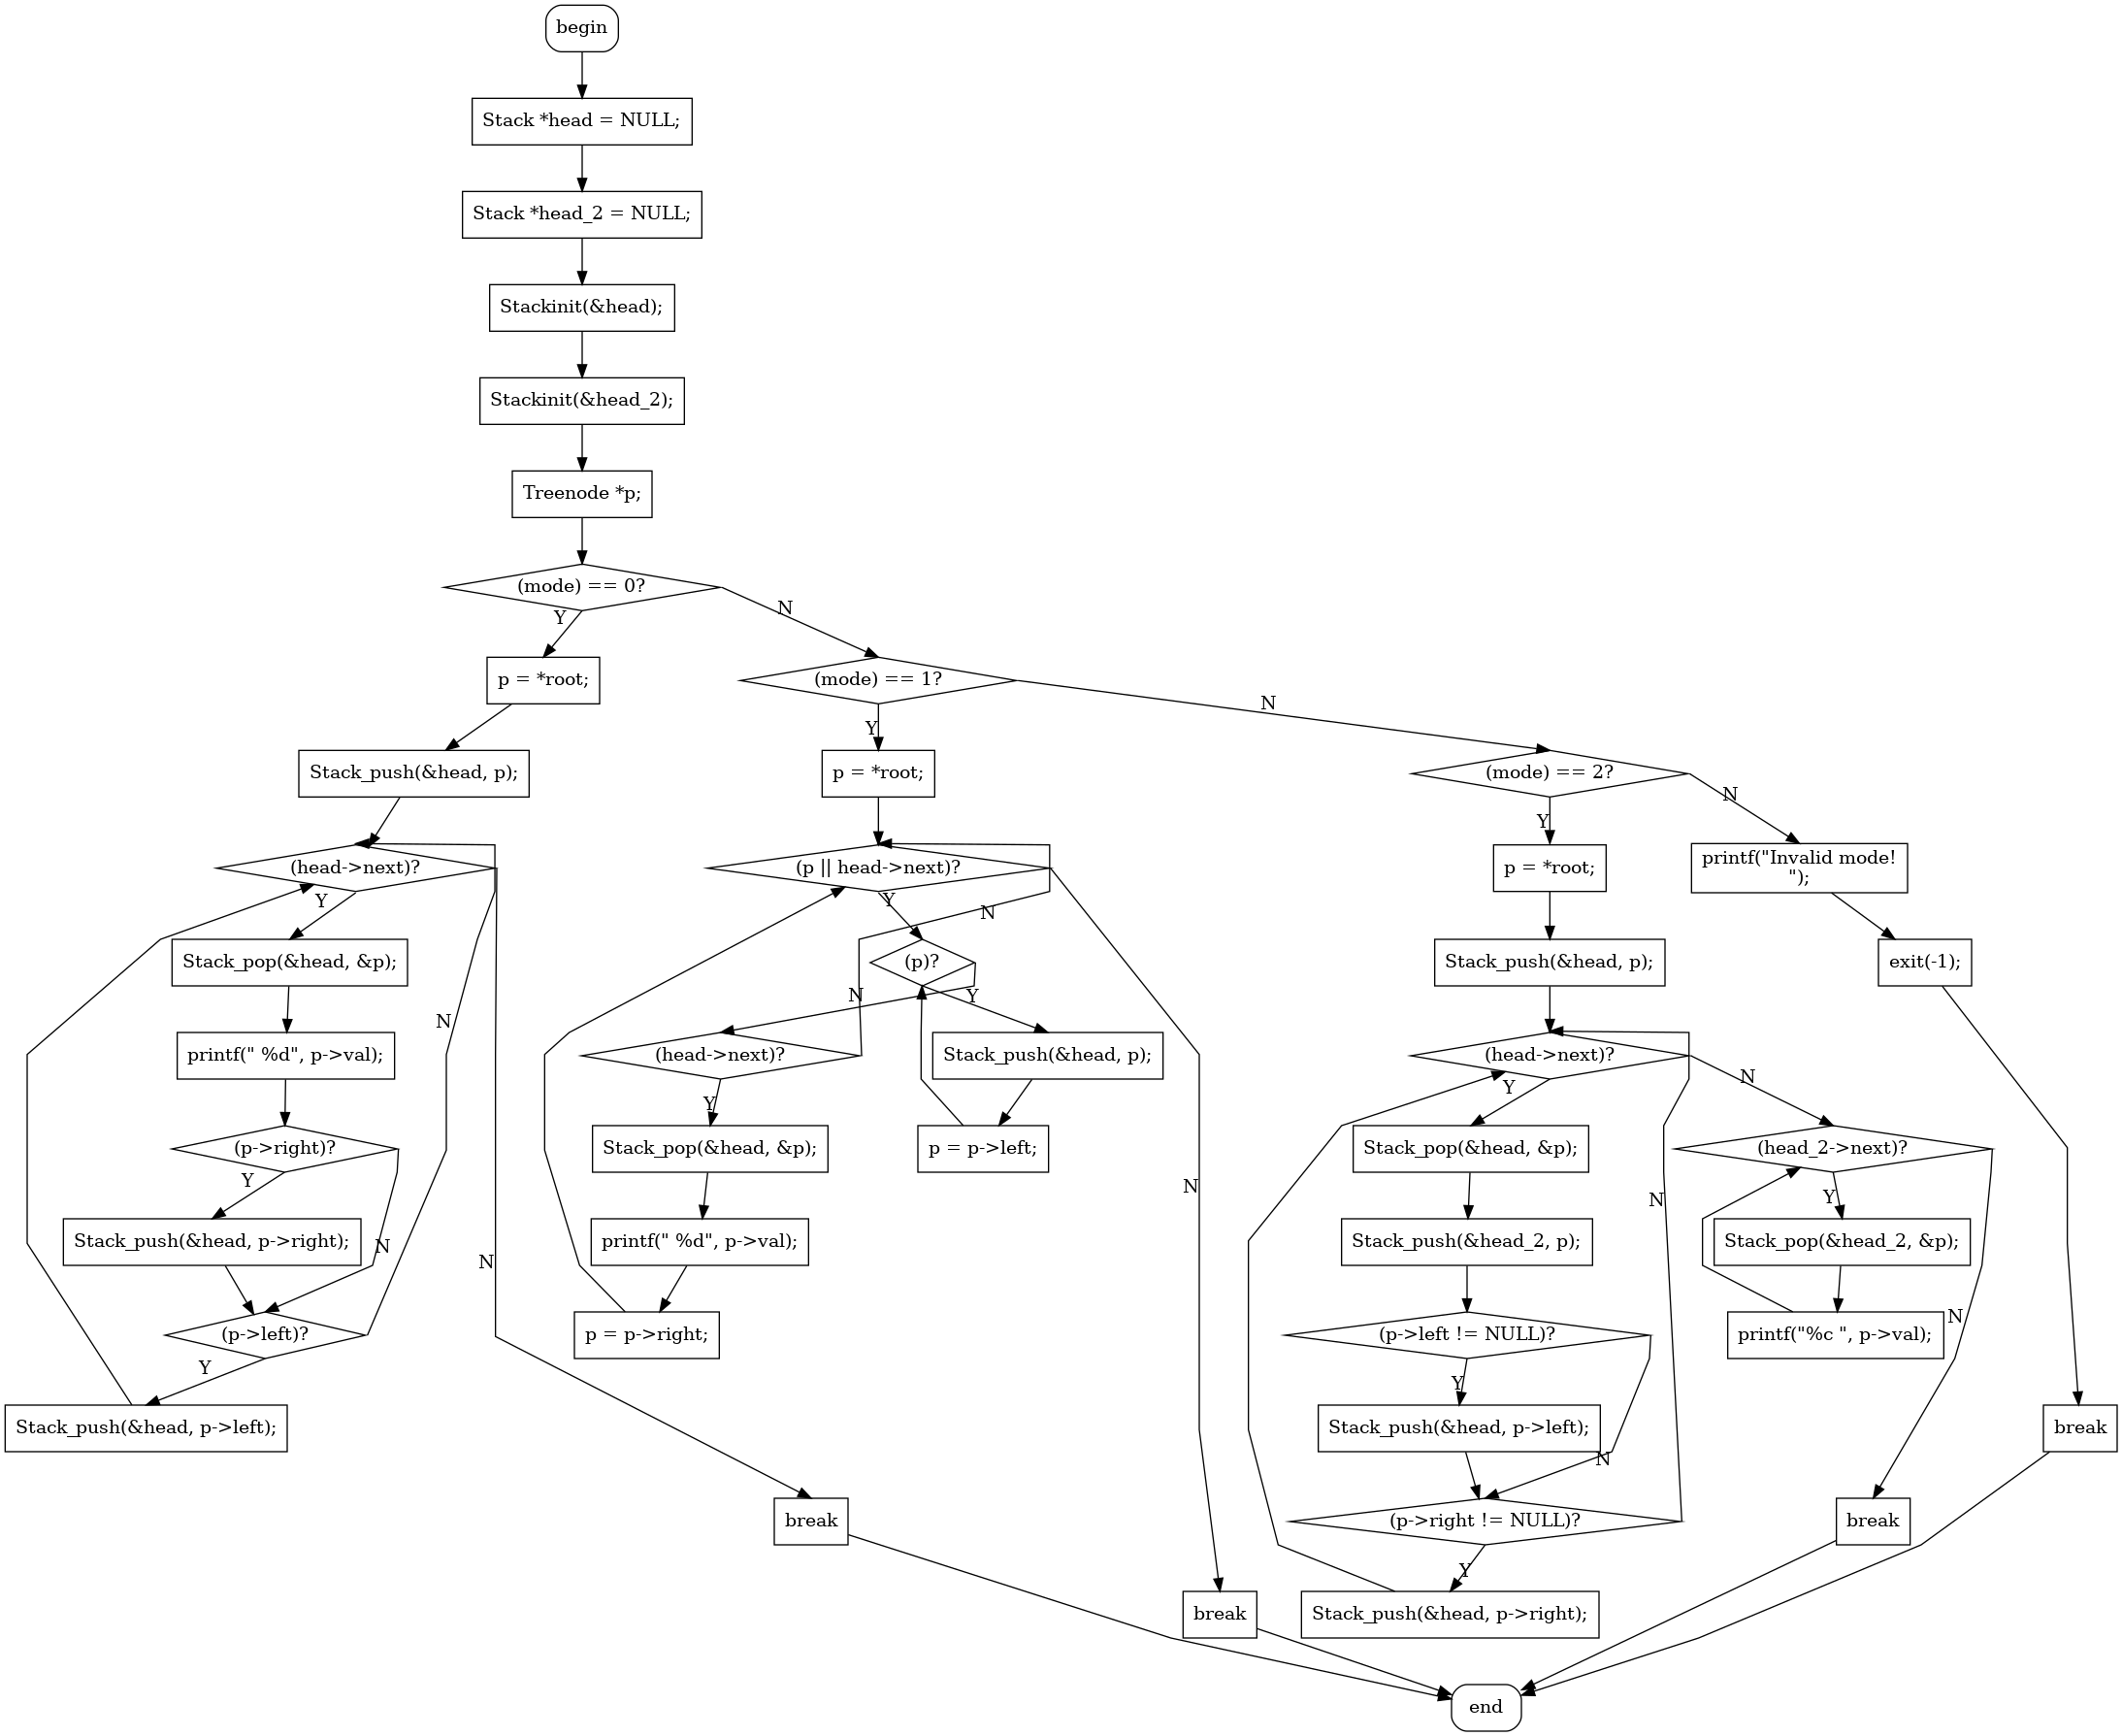 begin
Stack *head = NULL;
Stack *head_2 = NULL;
Stackinit(&head);
Stackinit(&head_2);
Treenode *p;
(mode) == 0?
Y
N
p = *root;
(mode) == 1?
N
Y
Stack_push(&head, p);
p = *root;
(mode) == 2?
N
Y
(head->next)?
(p || head->next)?
p = *root;
printf("Invalid mode!
");
Y
Y
N
Stack_pop(&head, &p);
(p)?
Stack_push(&head, p);
exit(-1);
N
Y
N
printf(" %d", p->val);
(head->next)?
Stack_push(&head, p);
(head->next)?
N
Y
Y
(p->right)?
Stack_pop(&head, &p);
p = p->left;
Stack_pop(&head, &p);
(head_2->next)?
Y
N
N
Y
Stack_push(&head, p->right);
printf(" %d", p->val);
Stack_push(&head_2, p);
Stack_pop(&head_2, &p);
N
N
N
(p->left)?
p = p->right;
(p->left != NULL)?
printf("%c ", p->val);
Y
Y
Stack_push(&head, p->left);
Stack_push(&head, p->left);
break
N
break
(p->right != NULL)?
break
Y
break
Stack_push(&head, p->right);
end